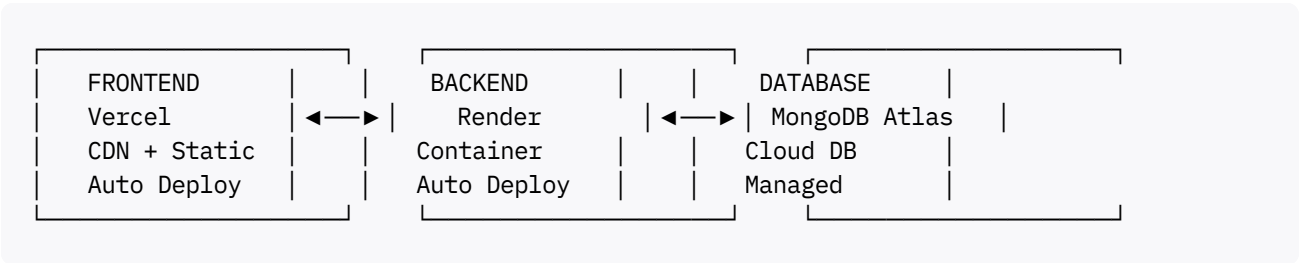 FRONTEND BACKEND DATABASE
Vercel Render MongoDB Atlas
CDN + Static Container Cloud DB
Auto Deploy Auto Deploy Managed